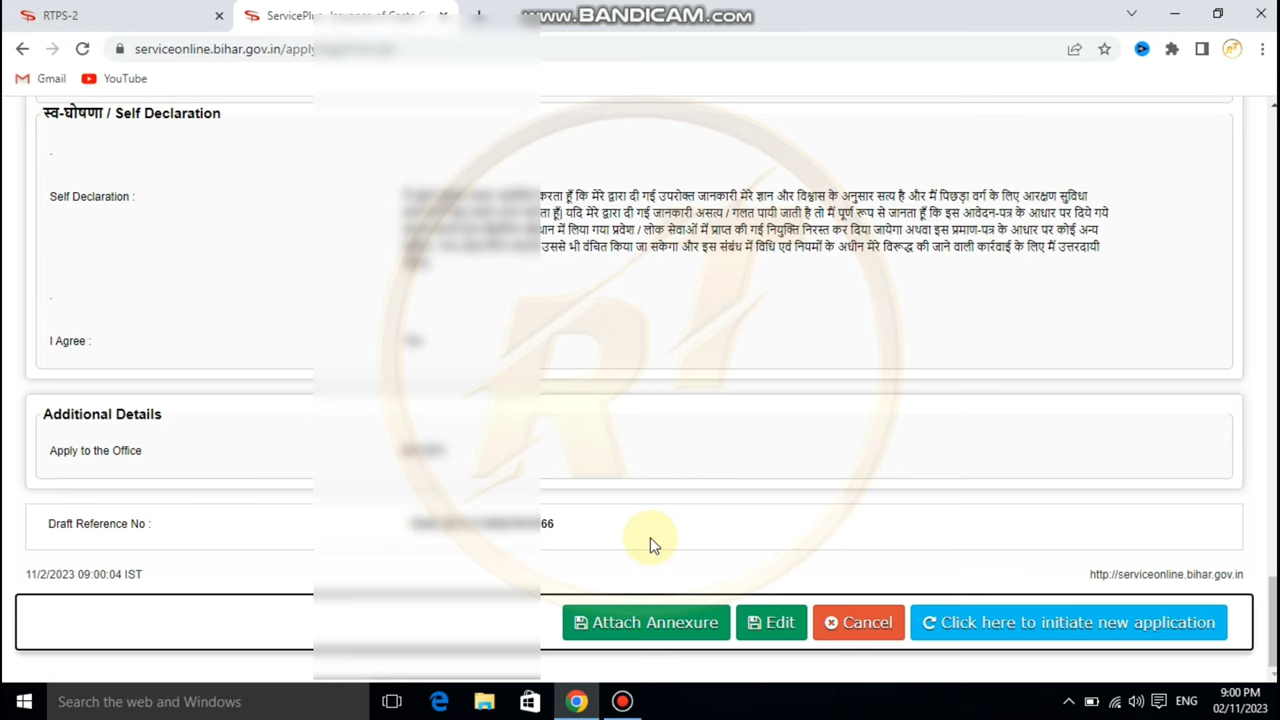 RTPS-2
ServicePlus- Issuance of Caste C
www.BANDICAM.com
serviceonline.bihar.gov.in/apply
Gmail YouTube
स्व-घोषणा / Self Declaration
.
Self Declaration : करता हूँ कि मेरे द्वारा दी गई उपरोक्त जानकारी मेरे ज्ञान और विश्वास के अनुसार सत्य है और मैं पिछड़ा वर्ग के लिए आरक्षण सुविधा
ता हूँ| यदि मेरे द्वारा दी गई जानकारी असत्य / गलत पायी जाती है तो मैं पूर्ण रूप से जानता हूँ कि इस आवेदन-पत्र के आधार पर दिये गये
में लिया गया प्रवेश / लोक सेवाओं में प्राप्त की गई नियुक्ति निरस्त कर दिया जायेगा अथवा इस प्रमाण-पत्र के आधार पर कोई अन्य
उससे भी वंचित किया जा सकेगा और इस संबंध में विधि एवं नियमों के अधीन मेरे विरूद्ध की जाने वाली कार्रवाई के लिए मैं उत्तरदायी
.
I Agree :
Additional Details
Apply to the Office
Draft Reference No : 66
11/2/2023 09:00:04 IST http://serviceonline.bihar.gov.in
Attach Annexure Edit Cancel Click here to initiate new application
Search the web and Windows
ENG
9:00 PM
02/11/2023